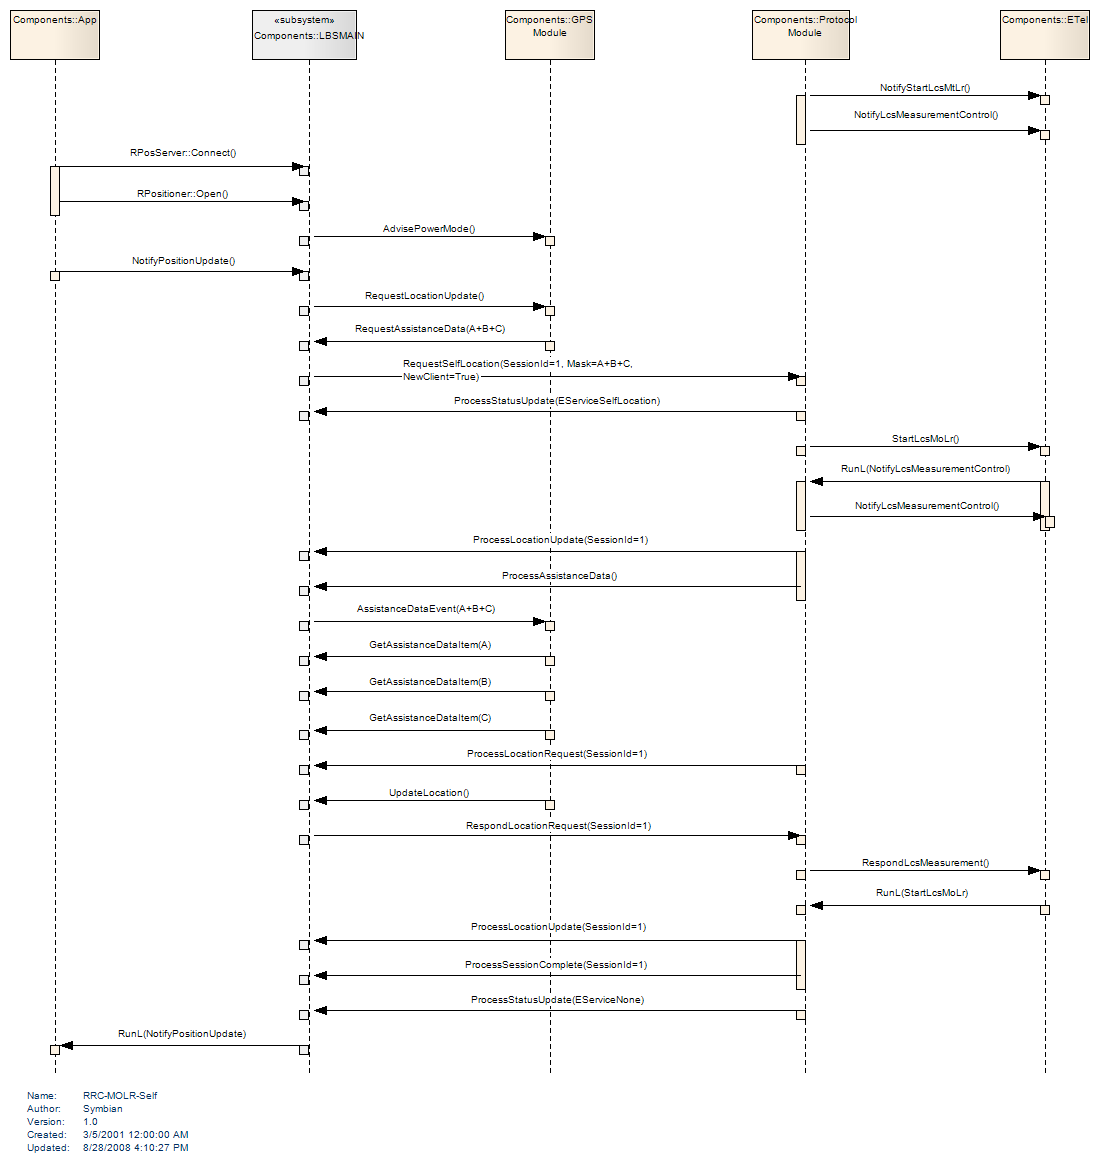 Components::App
«subsystem»
Components::LBSMAIN
Components::GPS
Module
Components::Protocol
Module
Components::ETel
NotifyStartLcsMtLr()
NotifyLcsMeasurementControl()
RPosServer::Connect()
RPositioner::Open()
AdvisePowerMode()
NotifyPositionUpdate()
RequestLocationUpdate()
RequestAssistanceData(A+B+C)
RequestSelfLocation(SessionId=1, Mask=A+B+C,
NewClient=True)
ProcessStatusUpdate(EServiceSelfLocation)
StartLcsMoLr()
RunL(NotifyLcsMeasurementControl)
NotifyLcsMeasurementControl()
ProcessLocationUpdate(SessionId=1)
ProcessAssistanceData()
AssistanceDataEvent(A+B+C)
GetAssistanceDataItem(A)
GetAssistanceDataItem(B)
GetAssistanceDataItem(C)
ProcessLocationRequest(SessionId=1)
UpdateLocation()
RespondLocationRequest(SessionId=1)
RespondLcsMeasurement()
RunL(StartLcsMoLr)
ProcessLocationUpdate(SessionId=1)
ProcessSessionComplete(SessionId=1)
ProcessStatusUpdate(EServiceNone)
RunL(NotifyPositionUpdate)
Name: RRC-MOLR-Self
Author: Symbian
Version: 1.0
Created: 3/5/2001 12:00:00 AM
Updated: 8/28/2008 4:10:27 PM